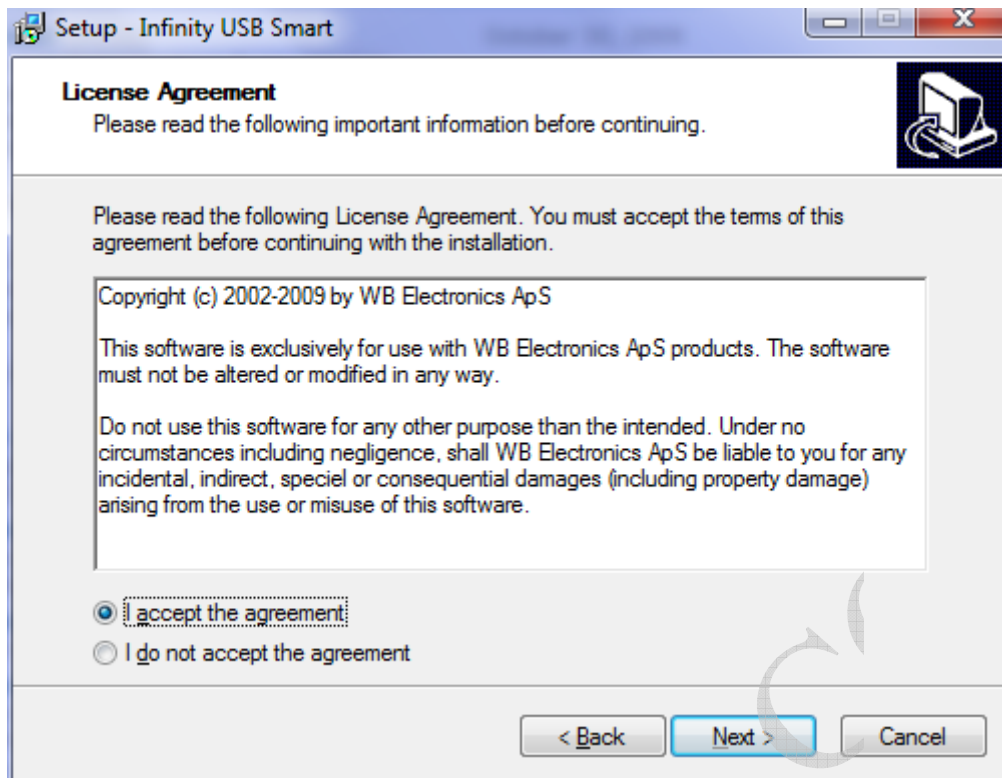 Setup - Infinity USB Smart
License Agreement
Please read the following important information before continuing.
Please read the following License Agreement. You must accept the terms of this
agreement before continuing with the installation.
Copyright (c) 2002-2009 by WB Electronics ApS
This software is exclusively for use with WB Electronics ApS products. The software
must not be altered or modified in any way.
Do not use this software for any other purpose than the intended. Under no
circumstances including negligence, shall WB Electronics ApS be liable to you for any
incidental, indirect, speciel or consequential damages (including property damage)
arising from the use or misuse of this software.
I accept the agreement
I do not accept the agreement
< Back Next > Cancel